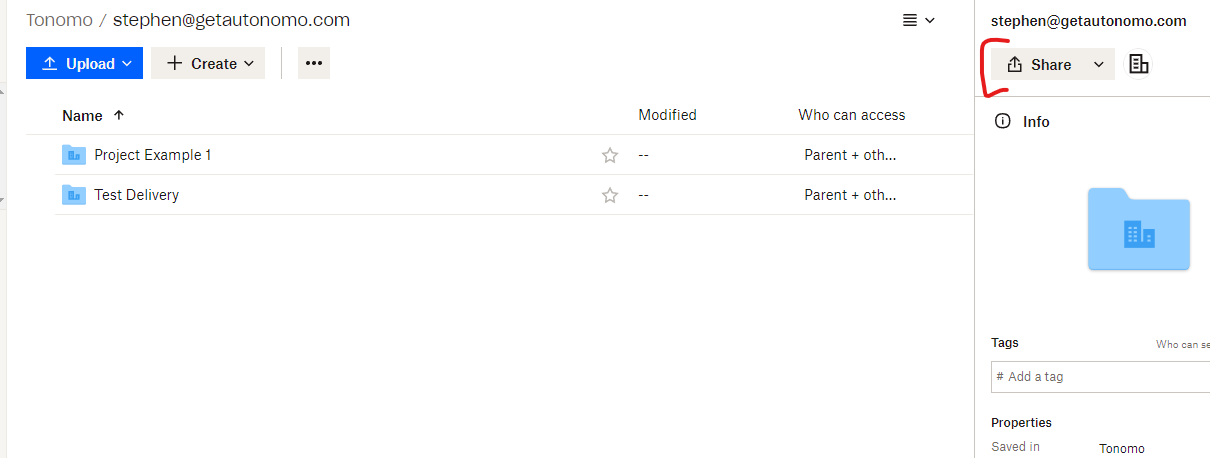 Tonomo / stephen@getautonomo.com
Upload
Create
Name
Modified
Who can access
Project Example 1
--
Parent + oth...
Test Delivery
--
Parent + oth...
stephen@getautonomo.com
Share
Info
Tags
Who can se
# Add a tag
Properties
Saved in
Tonomo